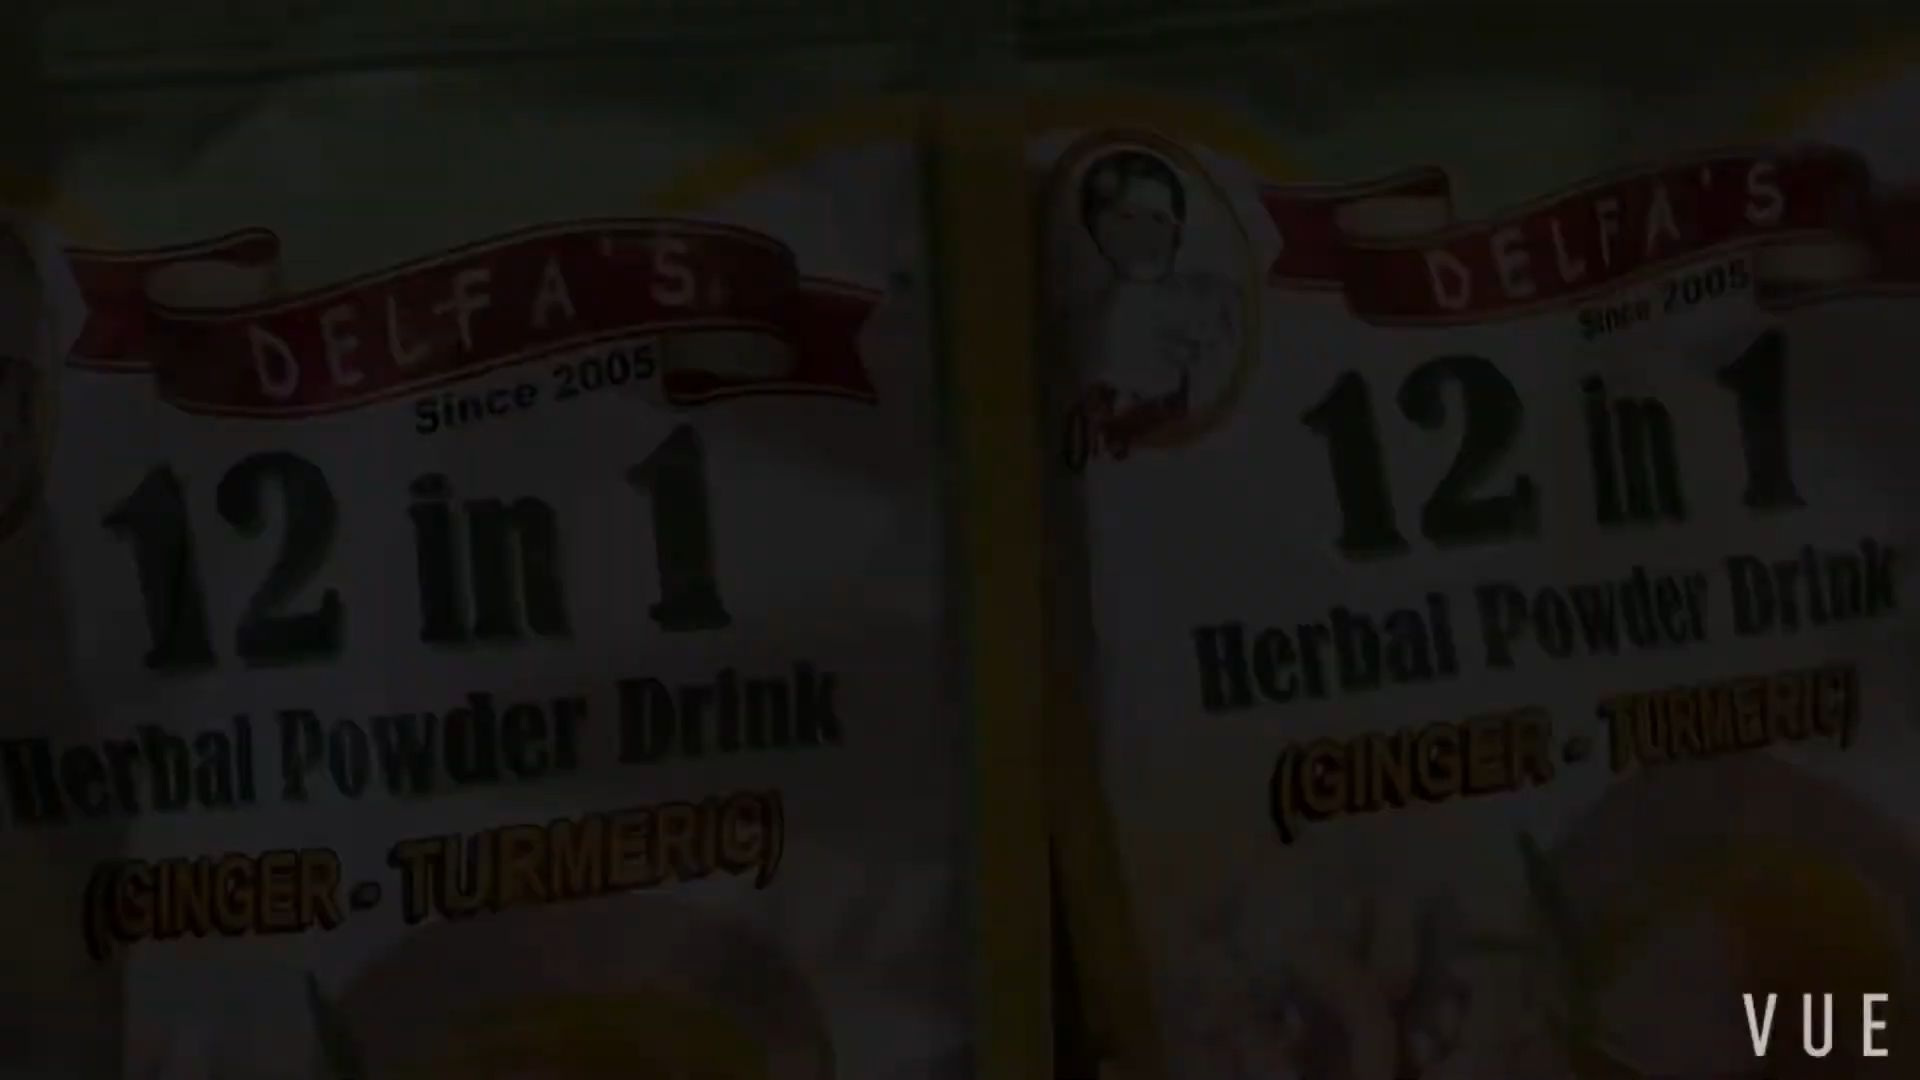 DELFA'S
Since 2005
12 in 1
Herbal Powder Drink
(GINGER - TURMERIC)
DELFA'S
Since 2005
12 in 1
Herbal Powder Drink
(GINGER - TURMERIC)
VUE